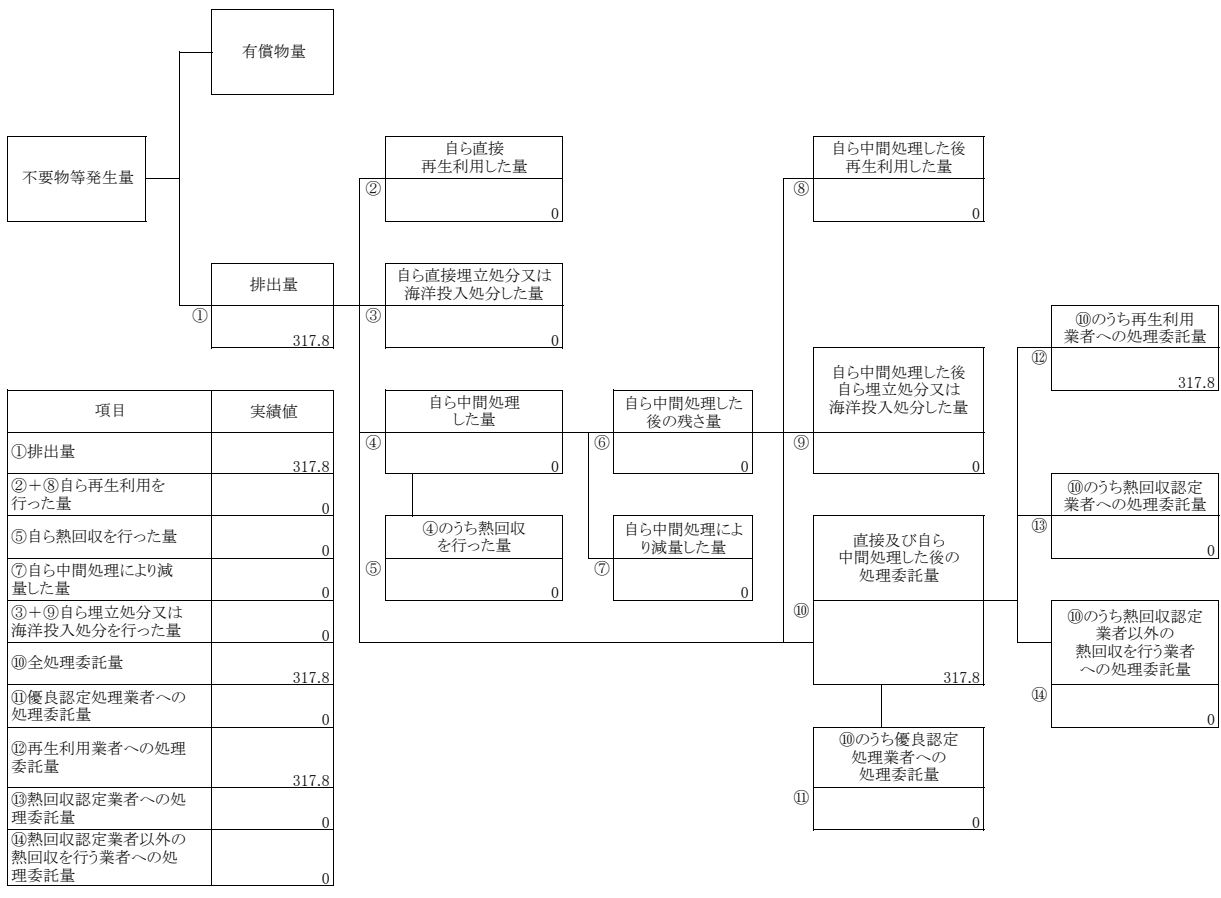 有償物量
不要物等発生量
排出量
①
317.8
自ら直接
再生利用した量
②
0
自ら直接埋立処分又は
海洋投入処分した量
③
0
自ら中間処理
した量
④
0
④のうち熱回収
を行った量
⑤
0
自ら中間処理した
後の残さ量
⑥
0
自ら中間処理によ
り減量した量
⑦
0
自ら中間処理した後
再生利用した量
⑧
0
自ら中間処理した後
自ら埋立処分又は
海洋投入処分した量
⑨
0
直接及び自ら
中間処理した後の
処理委託量
⑩
317.8
⑩のうち優良認定
処理業者への
処理委託量
⑪
0
⑩のうち再生利用
業者への処理委託量
⑫
317.8
⑩のうち熱回収認定
業者への処理委託量
⑬
0
⑩のうち熱回収認定
業者以外の
熱回収を行う業者
への処理委託量
⑭
0
項目 実績値
①排出量
317.8
②＋⑧自ら再生利用を
行った量
0
⑤自ら熱回収を行った量
0
⑦自ら中間処理により減
量した量
0
③＋⑨自ら埋立処分又は
海洋投入処分を行った量
0
⑩全処理委託量
317.8
⑪優良認定処理業者への
処理委託量
0
⑫再生利用業者への処理
委託量
317.8
⑬熱回収認定業者への処
理委託量
0
⑭熱回収認定業者以外の
熱回収を行う業者への処
理委託量
0